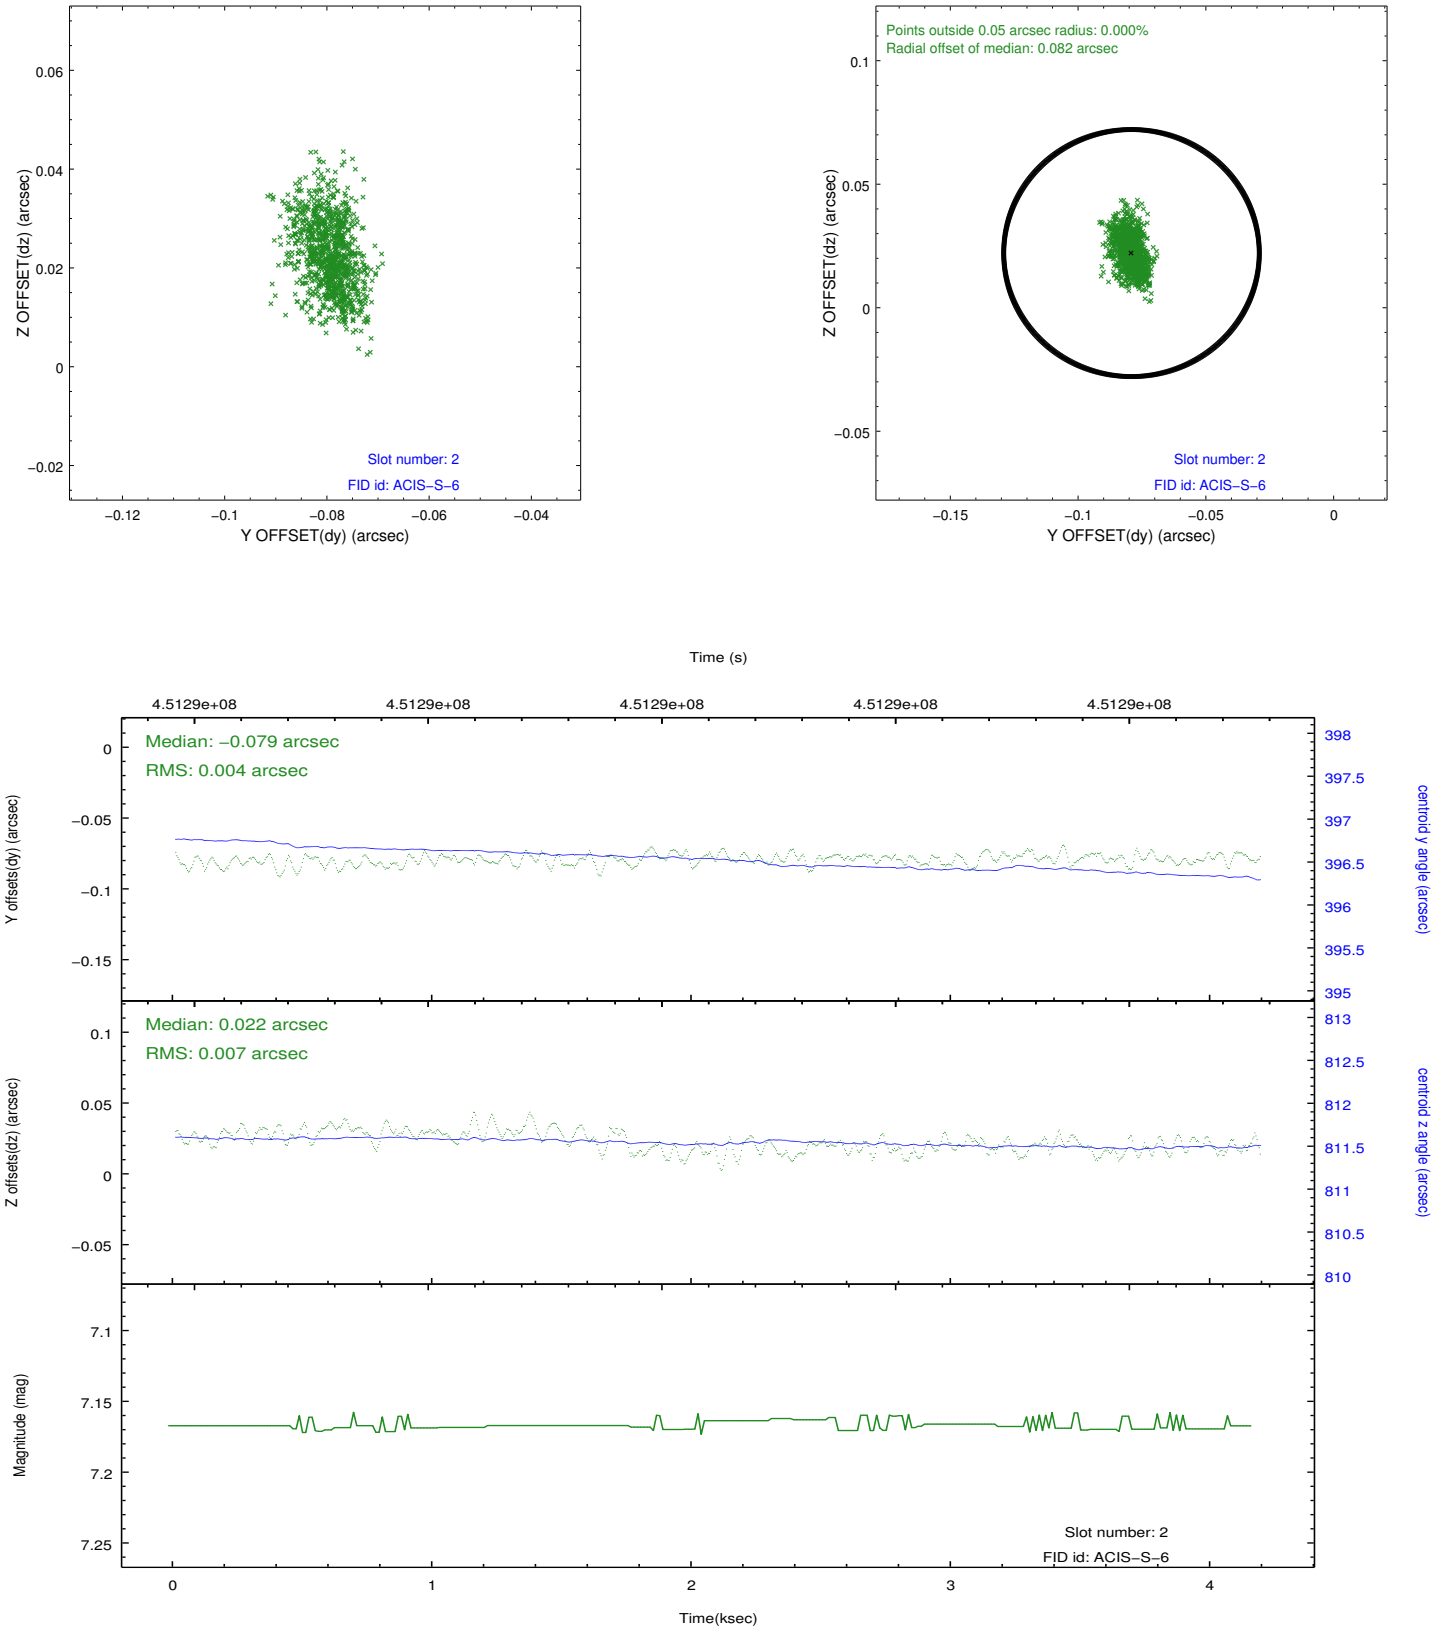 0.06
0.04
0.02
0
−0.02
Z OFFSET(dz) (arcsec)
Slot number: 2
FID id: ACIS−S−6
−0.12
−0.1
−0.08
−0.06
−0.04
Y OFFSET(dy) (arcsec)
Points outside 0.05 arcsec radius: 0.000%
Radial offset of median: 0.082 arcsec
0.1
0.05
0
−0.05
Z OFFSET(dz) (arcsec)
Slot number: 2
FID id: ACIS−S−6
−0.15
−0.1
−0.05
0
Y OFFSET(dy) (arcsec)
Time (s)
4.5129e+08
4.5129e+08
4.5129e+08
4.5129e+08
4.5129e+08
Median: −0.079 arcsec
RMS: 0.004 arcsec
0
−0.05
−0.1
−0.15
Y offsets(dy) (arcsec)
398
397.5
397
396.5
396
395.5
395
centroid y angle (arcsec)
Median: 0.022 arcsec
RMS: 0.007 arcsec
0.1
0.05
0
−0.05
Z offsets(dz) (arcsec)
813
812.5
812
811.5
811
810.5
810
centroid z angle (arcsec)
7.1
7.15
7.2
7.25
Magnitude (mag)
Slot number: 2
FID id: ACIS−S−6
0
1
2
3
4
Time(ksec)